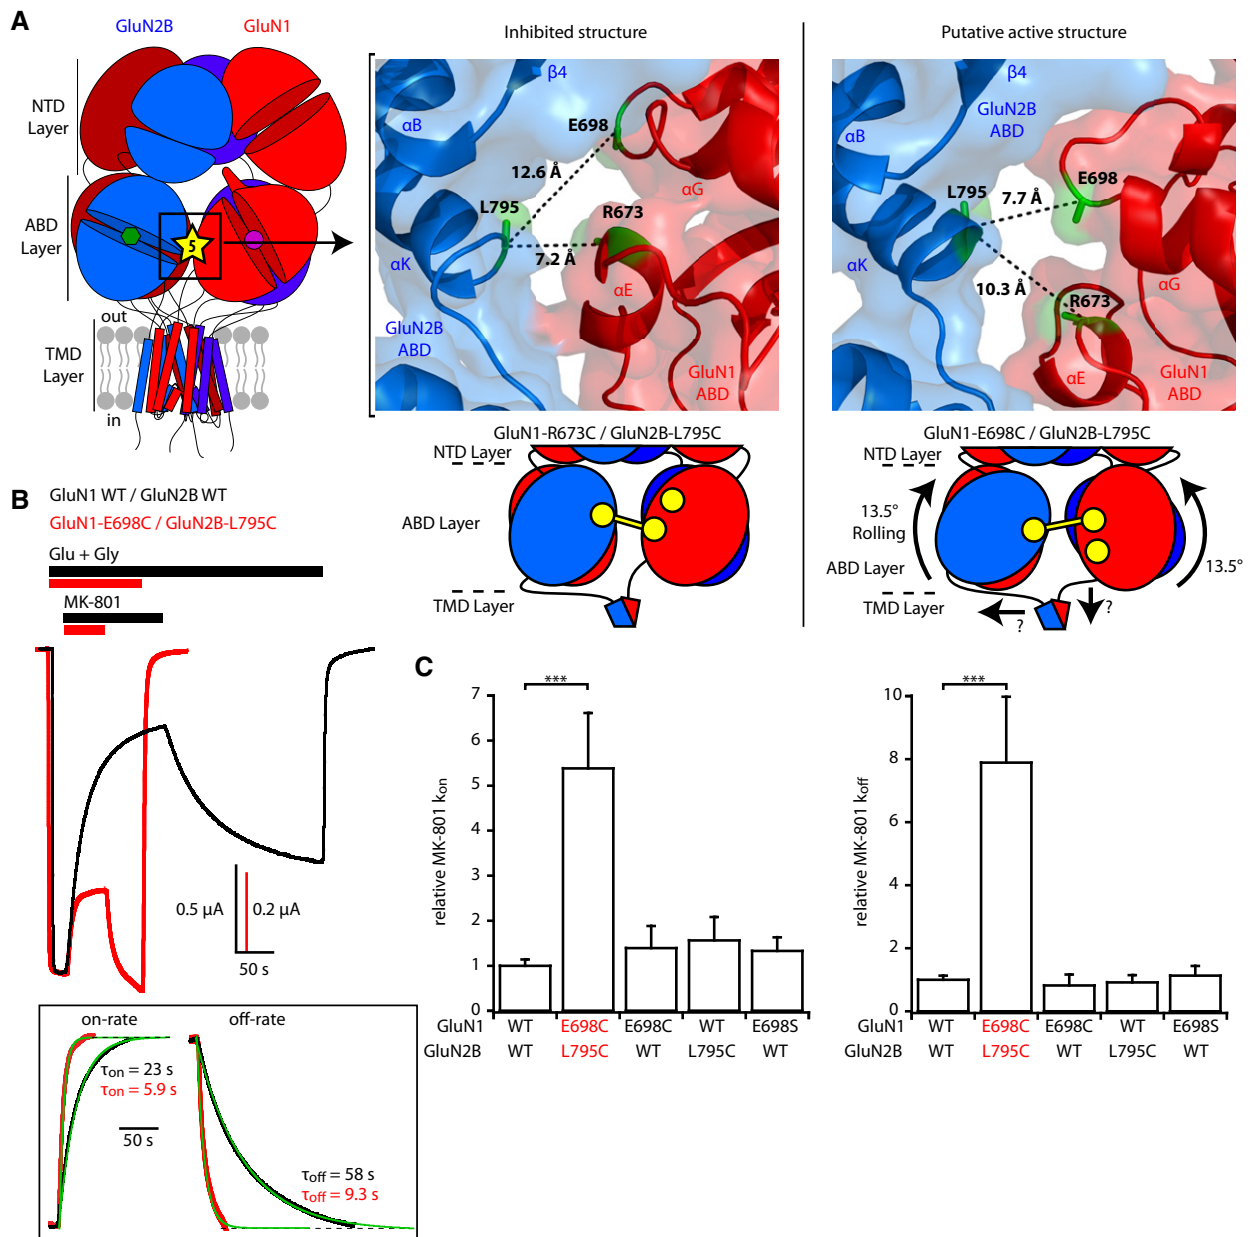 A
GluN2B
GluN1
NTD
Layer
ABD
Layer
5
out
TMD
Layer
in
Inhibited structure
β4
αB
E698
12.6 Å
αG
L795
R673
7.2 Å
αK
αE
GluN2B
ABD
GluN1
ABD
GluN1-R673C / GluN2B-L795C
NTD Layer
ABD Layer
TMD Layer
Putative active structure
β4
GluN2B
ABD
αB
L795
7.7 Å
E698
αK
10.3 Å
R673
αG
αE
GluN1
ABD
GluN1-E698C / GluN2B-L795C
NTD Layer
13.5°
Rolling
ABD Layer
13.5°
TMD Layer
?
?
B
GluN1 WT / GluN2B WT
GluN1-E698C / GluN2B-L795C
Glu + Gly
MK-801
0.5 µA
0.2 µA
50 s
on-rate
off-rate
τon = 23 s
τon = 5.9 s
50 s
τoff = 58 s
τoff = 9.3 s
C
relative MK-801 kon
7
6
5
4
3
2
1
0
***
GluN1 WT E698C E698C WT E698S
GluN2B WT L795C WT L795C WT
relative MK-801 koff
10
8
6
4
2
0
***
GluN1 WT E698C E698C WT E698S
GluN2B WT L795C WT L795C WT